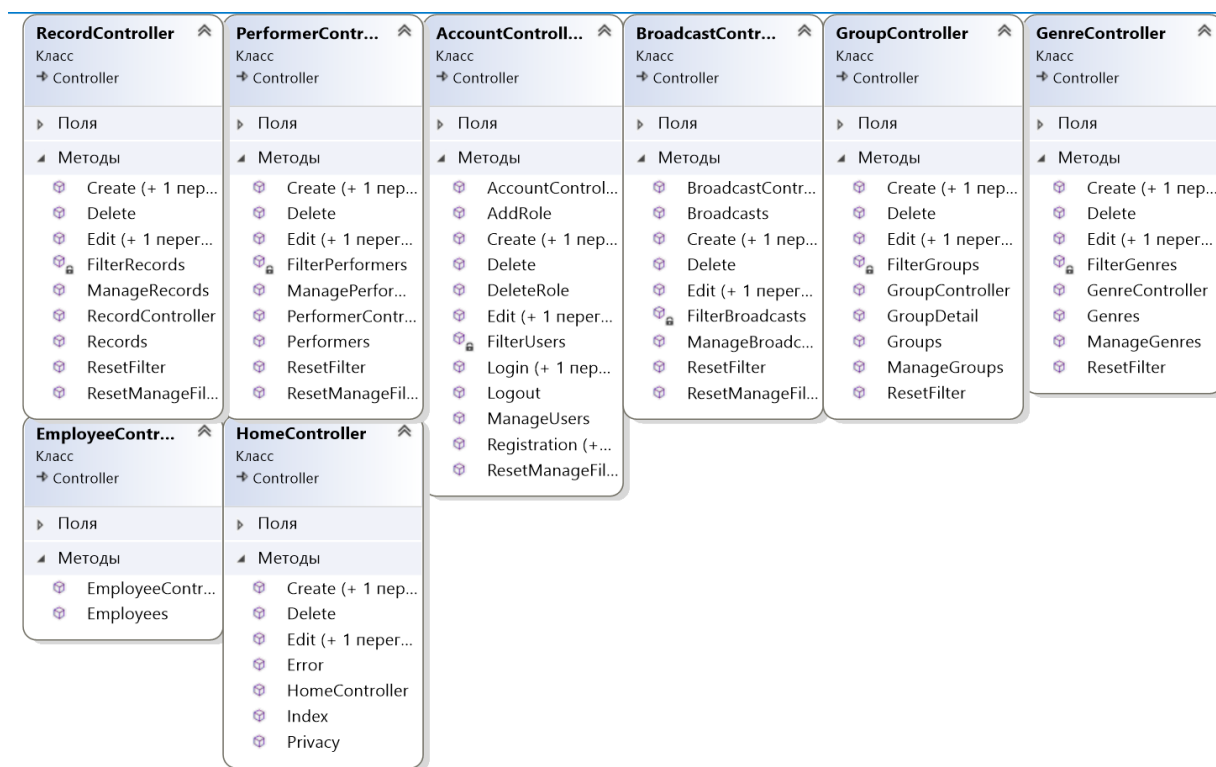 RecordController
Класс
Controller
Поля
Методы
Create (+ 1 пер...
Delete
Edit (+ 1 перег...
FilterRecords
ManageRecords
RecordController
Records
ResetFilter
ResetManageFil...
PerformerContr...
Класс
Controller
Поля
Методы
Create (+ 1 пер...
Delete
Edit (+ 1 перег...
FilterPerformers
ManagePerfor...
PerformerContr...
Performers
ResetFilter
ResetManageFil...
AccountControll...
Класс
Controller
Поля
Методы
AccountControl...
AddRole
Create (+ 1 пер...
Delete
DeleteRole
Edit (+ 1 перег...
FilterUsers
Login (+ 1 пер...
Logout
ManageUsers
Registration (+...
ResetManageFil...
BroadcastContr...
Класс
Controller
Поля
Методы
BroadcastContr...
Broadcasts
Create (+ 1 пер...
Delete
Edit (+ 1 перег...
FilterBroadcasts
ManageBroadc...
ResetFilter
ResetManageFil...
GroupController
Класс
Controller
Поля
Методы
Create (+ 1 пер...
Delete
Edit (+ 1 перег...
FilterGroups
GroupController
GroupDetail
Groups
ManageGroups
ResetFilter
GenreController
Класс
Controller
Поля
Методы
Create (+ 1 пер...
Delete
Edit (+ 1 перег...
FilterGenres
GenreController
Genres
ManageGenres
ResetFilter
EmployeeContr...
Класс
Controller
Поля
Методы
EmployeeContr...
Employees
HomeController
Класс
Controller
Поля
Методы
Create (+ 1 пер...
Delete
Edit (+ 1 перег...
Error
HomeController
Index
Privacy